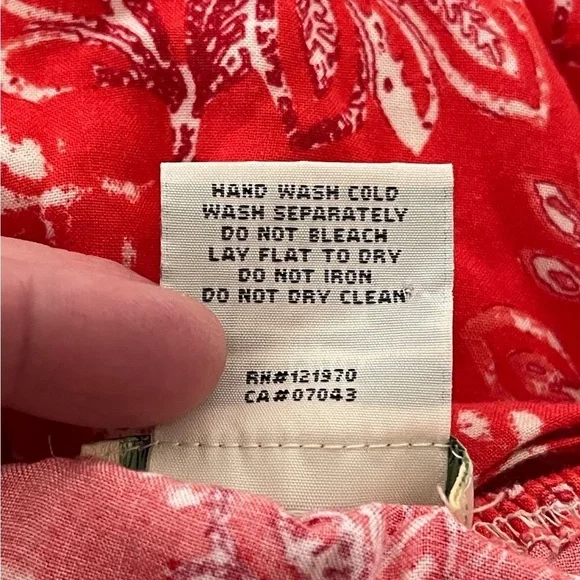 HAND WASH COLD
WASH SEPARATELY
DO NOT BLEACH
LAY FLAT TO DRY
DO NOT IRON
DO NOT DRY CLEAN
RN#121970
CA#07043